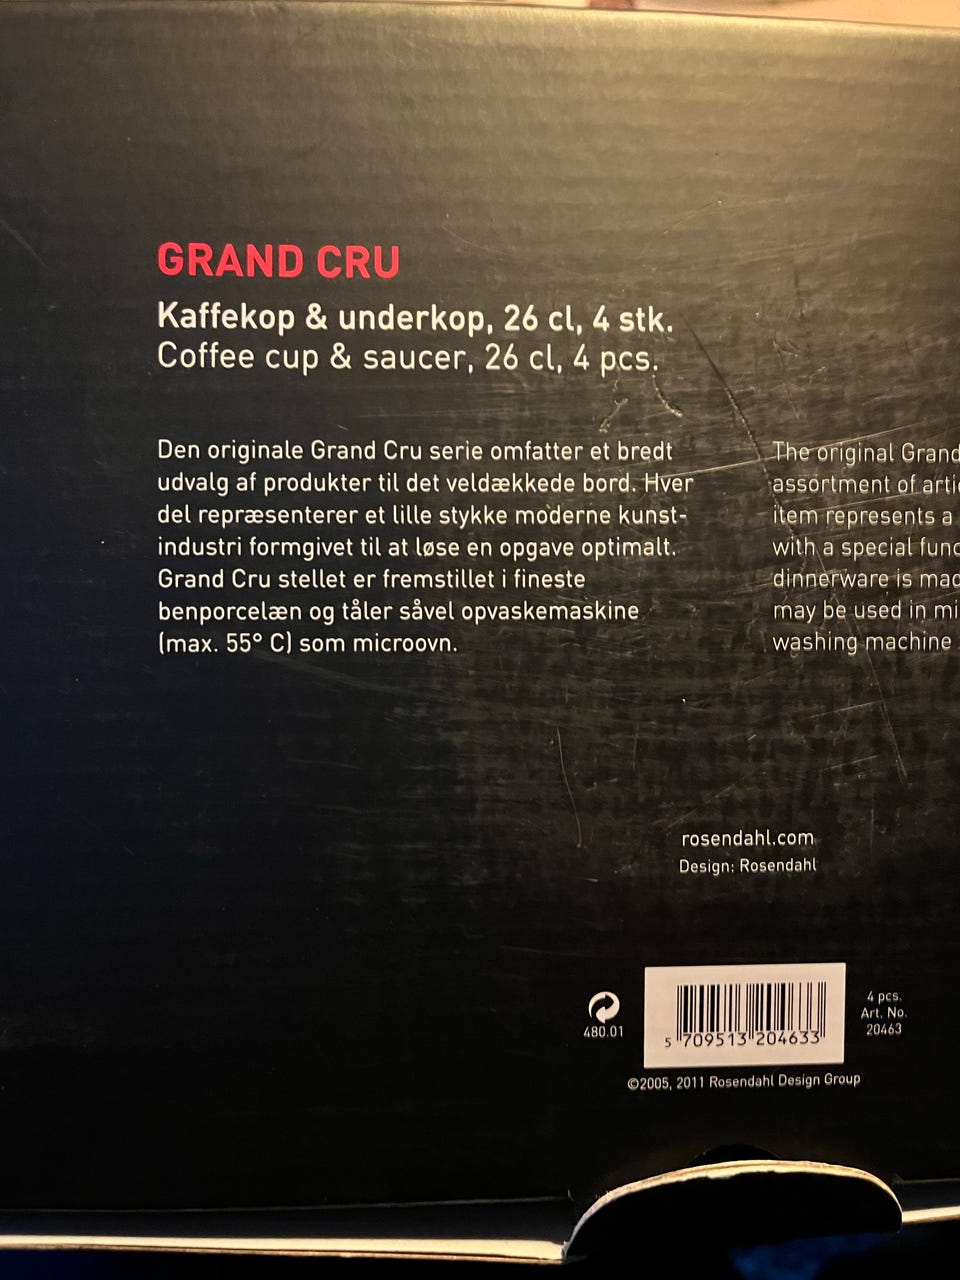 GRAND CRU
Kaffekop & underkop, 26 cl, 4 stk.
Coffee cup & saucer, 26 cl, 4 pcs.
Den originale Grand Cru serie omfatter et bredt
udvalg af produkter til det veldækkede bord. Hver
del repræsenterer et lille stykke moderne kunst-
industri formgivet til at løse en opgave optimalt.
Grand Cru stellet er fremstillet i fineste
benporcelæn og tåler såvel opvaskemaskine
(max. 55° C) som microovn.
The original Grand
assortment of arti
item represents a
with a special func
dinnerware is mad
may be used in mi
washing machine
rosendahl.com
Design: Rosendahl
480.01
5 709513 204633
4 pcs.
Art. No.
20463
©2005, 2011 Rosendahl Design Group